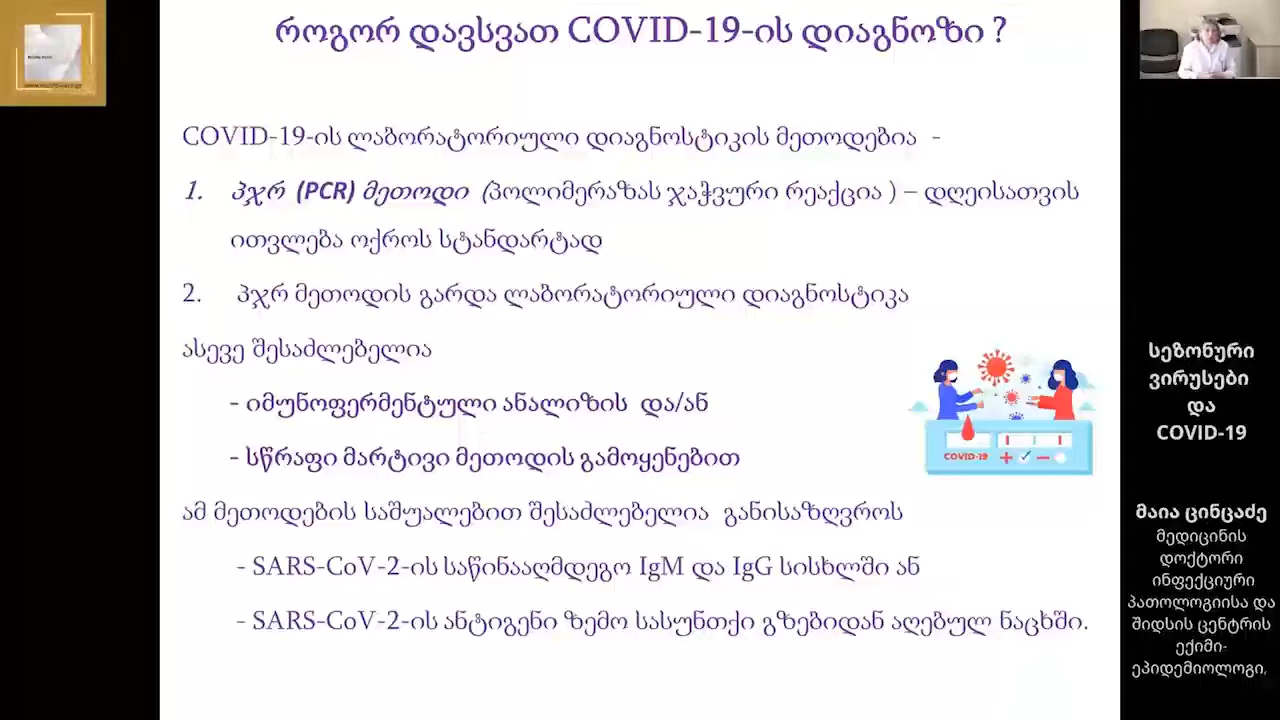 როგორ დავსვათ COVID-19-ის დიაგნოზი ?
COVID-19-ის ლაბორატორიული დიაგნოსტიკის მეთოდებია -
1. პჯრ (PCR) მეთოდი (პოლიმერაზას ჯაჭვური რეაქცია ) – დღეისათვის
ითვლება ოქროს სტანდარტად
2. პჯრ მეთოდის გარდა ლაბორატორიული დიაგნოსტიკა
ასევე შესაძლებელია
- იმუნოფერმენტული ანალიზის და/ან
- სწრაფი მარტივი მეთოდის გამოყენებით
ამ მეთოდების საშუალებით შესაძლებელია განისაზღვროს
- SARS-CoV-2-ის საწინააღმდეგო IgM და IgG სისხლში ან
- SARS-CoV-2-ის ანტიგენი ზემო სასუნთქი გზებიდან აღებულ ნაცხში.
COVID-19
სეზონური
ვირუსები
და
COVID-19
მაია ცინცაძე
მედიცინის
დოქტორი
ინფექციური
პათოლოგიისა და
შიდსის ცენტრის
ექიმი-
ეპიდემიოლოგი,